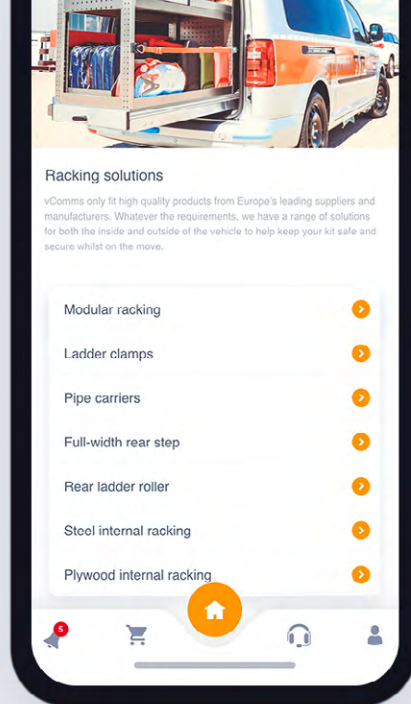 Racking solutions
vComms only fit high quality products from Europe's leading suppliers and
manufacturers. Whatever the requirements, we have a range of solutions
for both the inside and outside of the vehicle to help keep your kit safe and
secure whilst on the move.
Modular racking
Ladder clamps
Pipe carriers
Full-width rear step
Rear ladder roller
Steel internal racking
Plywood internal racking
5